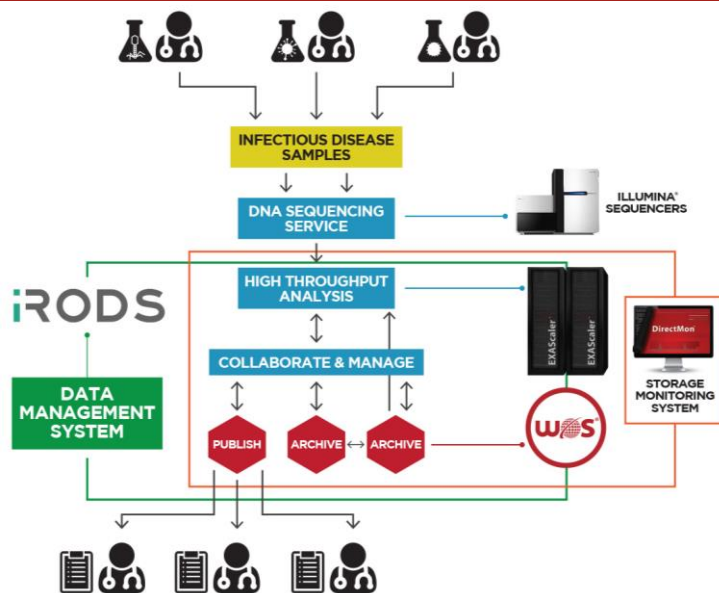 INFECTIOUS DISEASE
SAMPLES
DNA SEQUENCING
SERVICE
ILLUMINA®
SEQUENCERS
HIGH THROUGHPUT
ANALYSIS
iRODS
EXAScaler
EXAScaler
DirectMon
STORAGE
MONITORING
SYSTEM
COLLABORATE & MANAGE
DATA
MANAGEMENT
SYSTEM
PUBLISH
ARCHIVE
ARCHIVE
WOS®